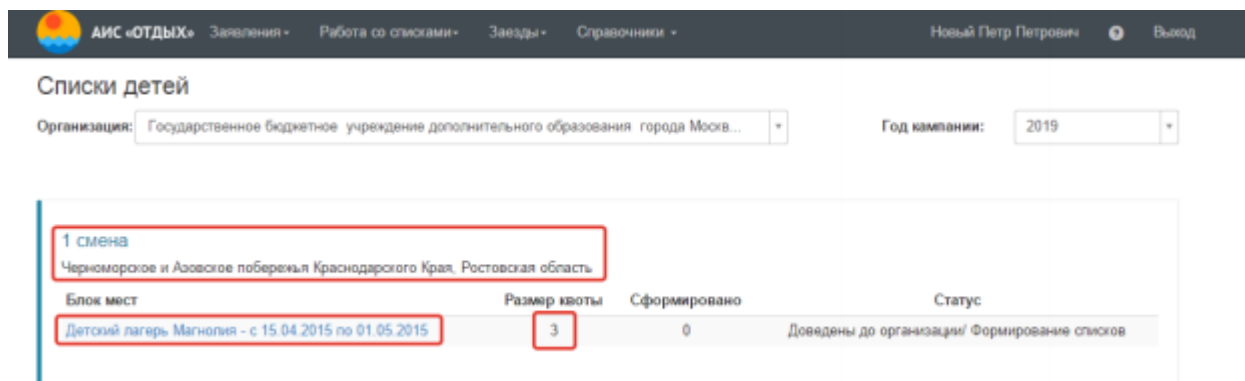 АИС «ОТДЫХ» Заявления Работа со списками Заезды Справочники Новый Петр Петрович Выход
Списки детей
Организация: Государственное бюджетное учреждение дополнительного образования города Москв... Год кампании: 2019
1 смена
Черноморское и Азовское побережья Краснодарского Края, Ростовская область
Блок мест Размер квоты Сформировано Статус
Детский лагерь Магнолия - с 15.04.2015 по 01.05.2015 3 0 Доведены до организации/ Формирование списков